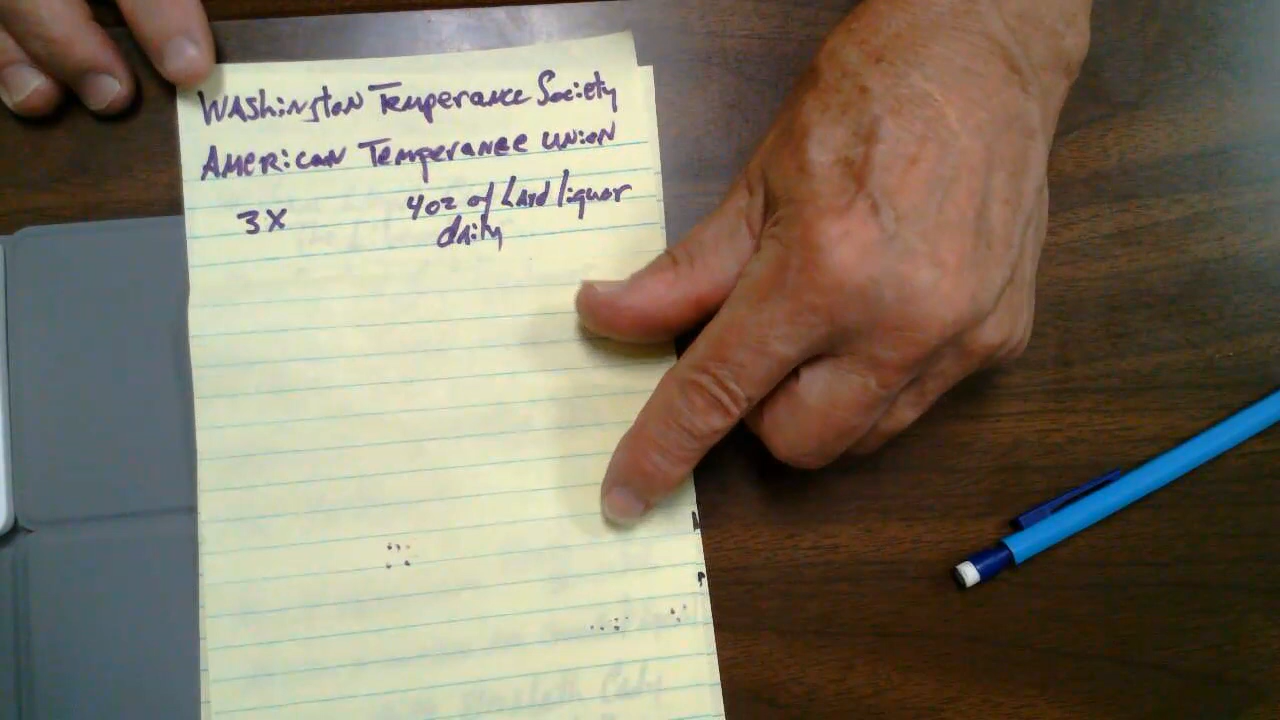 Washington Temperance Society
American Temperance Union
3X 4oz of hard liquor
daily